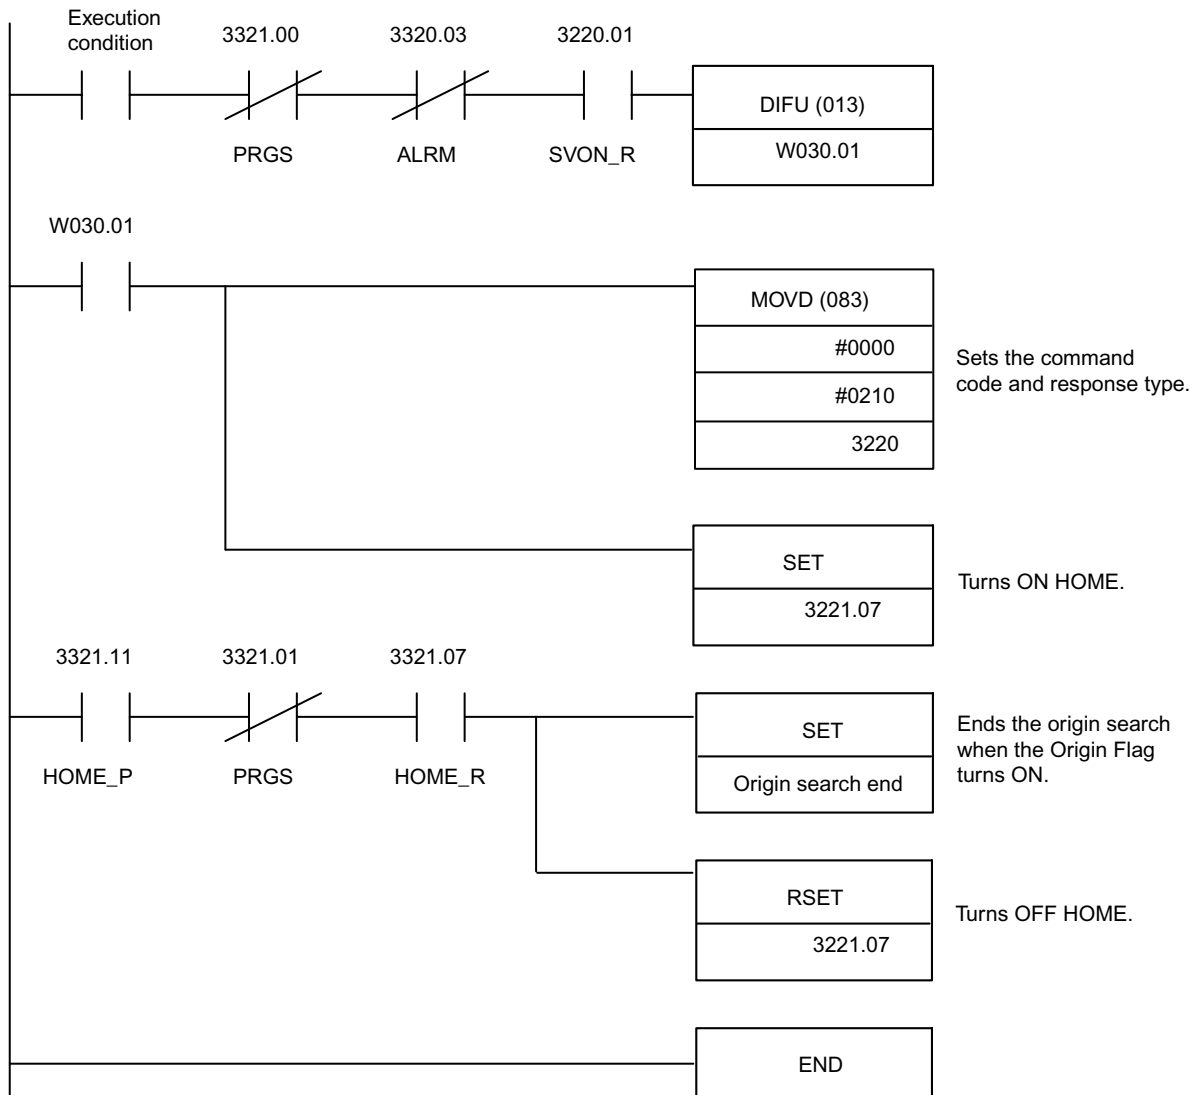 Execution
condition
3321.00
3320.03
3220.01
PRGS
ALRM
SVON_R
DIFU (013)
W030.01
W030.01
MOVD (083)
#0000
#0210
3220
Sets the command
code and response type.
SET
3221.07
Turns ON HOME.
3321.11
3321.01
3321.07
HOME_P
PRGS
HOME_R
SET
Origin search end
Ends the origin search
when the Origin Flag
turns ON.
RSET
3221.07
Turns OFF HOME.
END